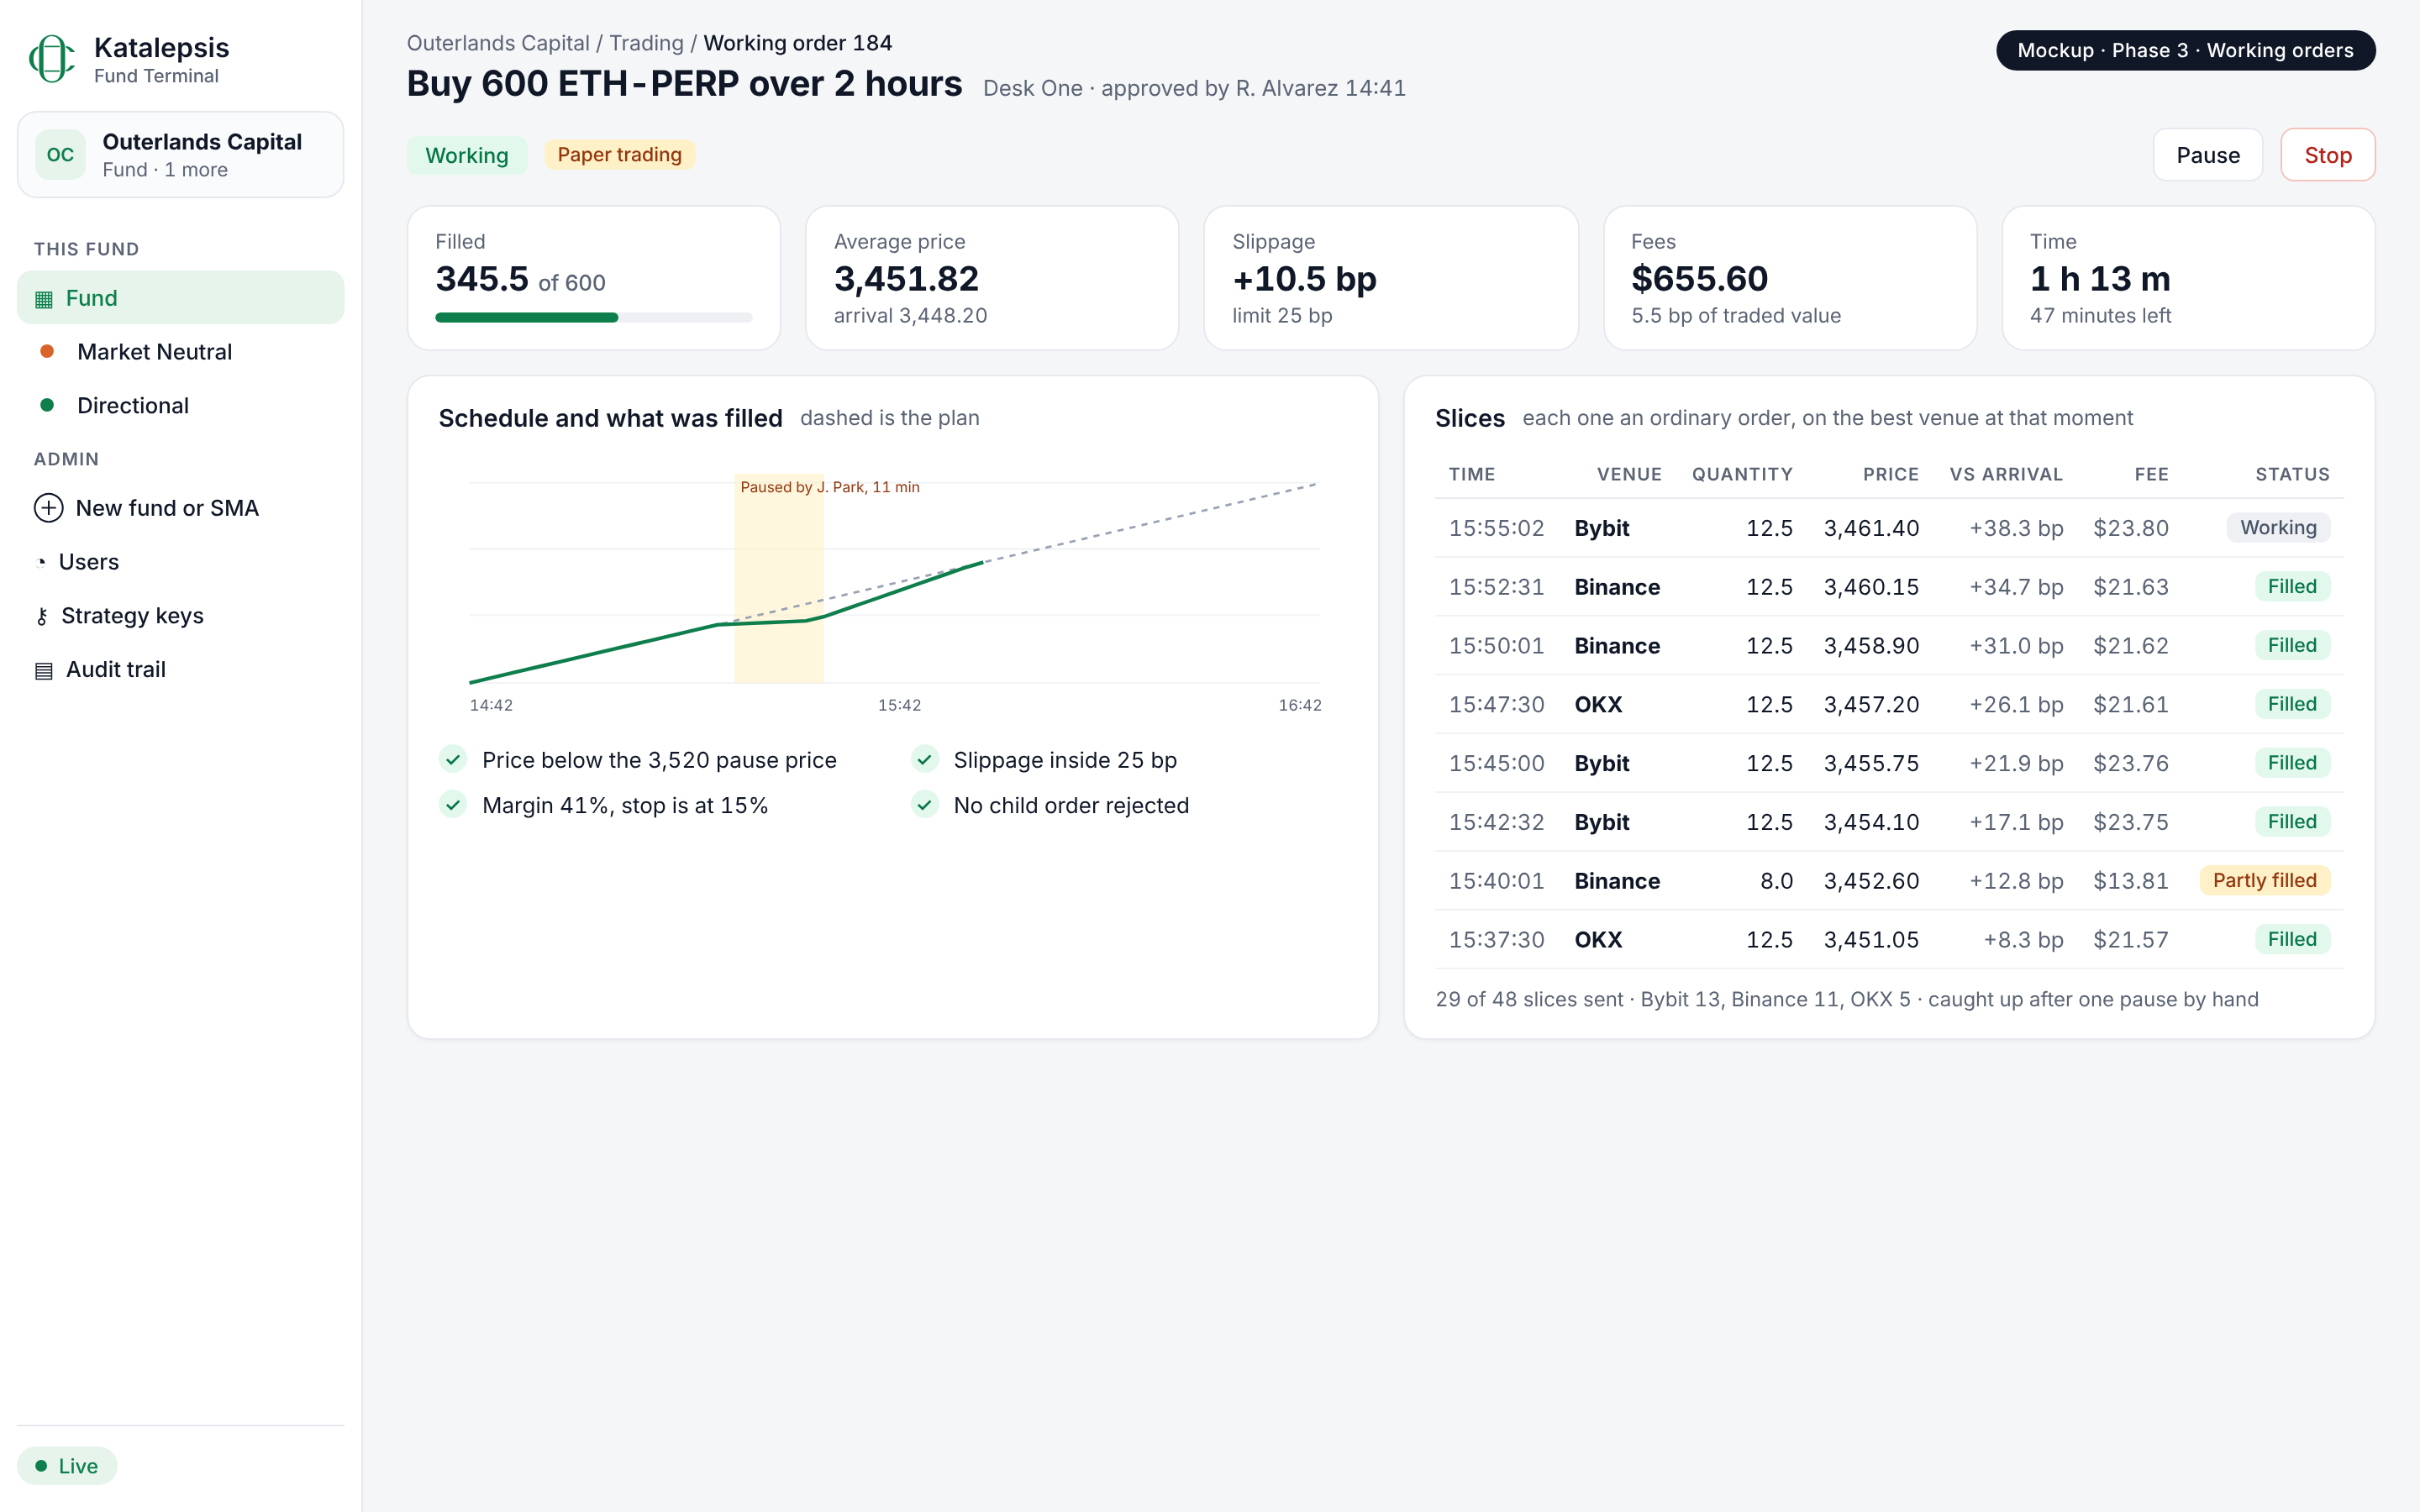 Katalepsis
Fund Terminal
OC
Outerlands Capital
Fund · 1 more
THIS FUND
Fund
Market Neutral
Directional
ADMIN
New fund or SMA
Users
Strategy keys
Audit trail
Live
Outerlands Capital / Trading / Working order 184
Mockup · Phase 3 · Working orders
Buy 600 ETH-PERP over 2 hours Desk One · approved by R. Alvarez 14:41
Working Paper trading
Pause Stop
Filled
345.5 of 600
Average price
3,451.82
arrival 3,448.20
Slippage
+10.5 bp
limit 25 bp
Fees
$655.60
5.5 bp of traded value
Time
1 h 13 m
47 minutes left
Schedule and what was filled dashed is the plan
Paused by J. Park, 11 min
14:42 15:42 16:42
Price below the 3,520 pause price
Slippage inside 25 bp
Margin 41%, stop is at 15%
No child order rejected
Slices each one an ordinary order, on the best venue at that moment
TIME VENUE QUANTITY PRICE VS ARRIVAL FEE STATUS
15:55:02 Bybit 12.5 3,461.40 +38.3 bp $23.80 Working
15:52:31 Binance 12.5 3,460.15 +34.7 bp $21.63 Filled
15:50:01 Binance 12.5 3,458.90 +31.0 bp $21.62 Filled
15:47:30 OKX 12.5 3,457.20 +26.1 bp $21.61 Filled
15:45:00 Bybit 12.5 3,455.75 +21.9 bp $23.76 Filled
15:42:32 Bybit 12.5 3,454.10 +17.1 bp $23.75 Filled
15:40:01 Binance 8.0 3,452.60 +12.8 bp $13.81 Partly filled
15:37:30 OKX 12.5 3,451.05 +8.3 bp $21.57 Filled
29 of 48 slices sent · Bybit 13, Binance 11, OKX 5 · caught up after one pause by hand